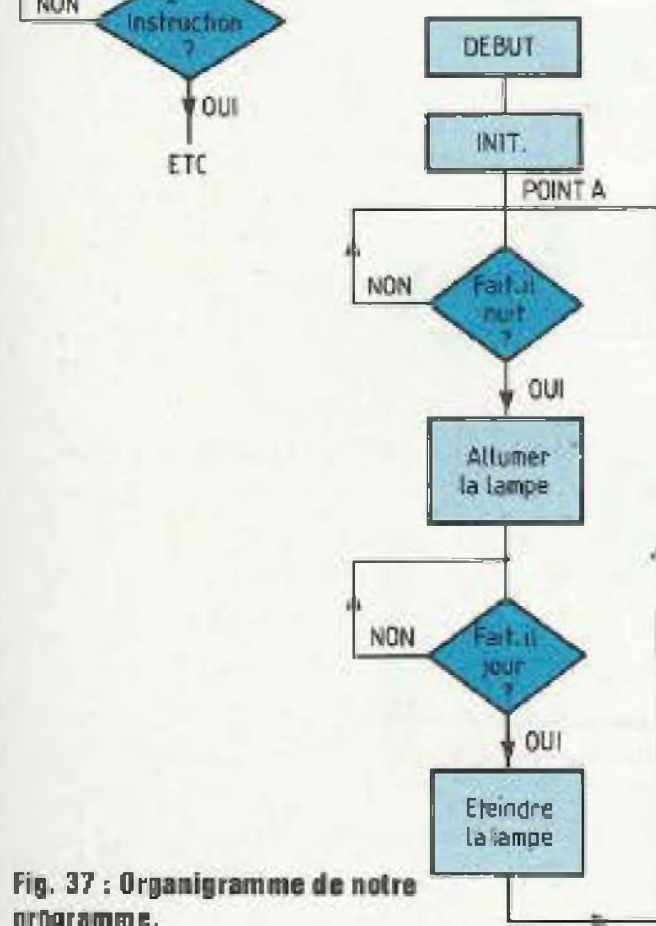 NON
Instruction
?
OUI
ETC
DEBUT
INIT.
POINT A
NON
Fait.il
nuit
?
OUI
Allumer
la lampe
NON
Fait.il
jour
?
OUI
Eteindre
la lampe
Fig. 37 : Organigramme de notre
programme.